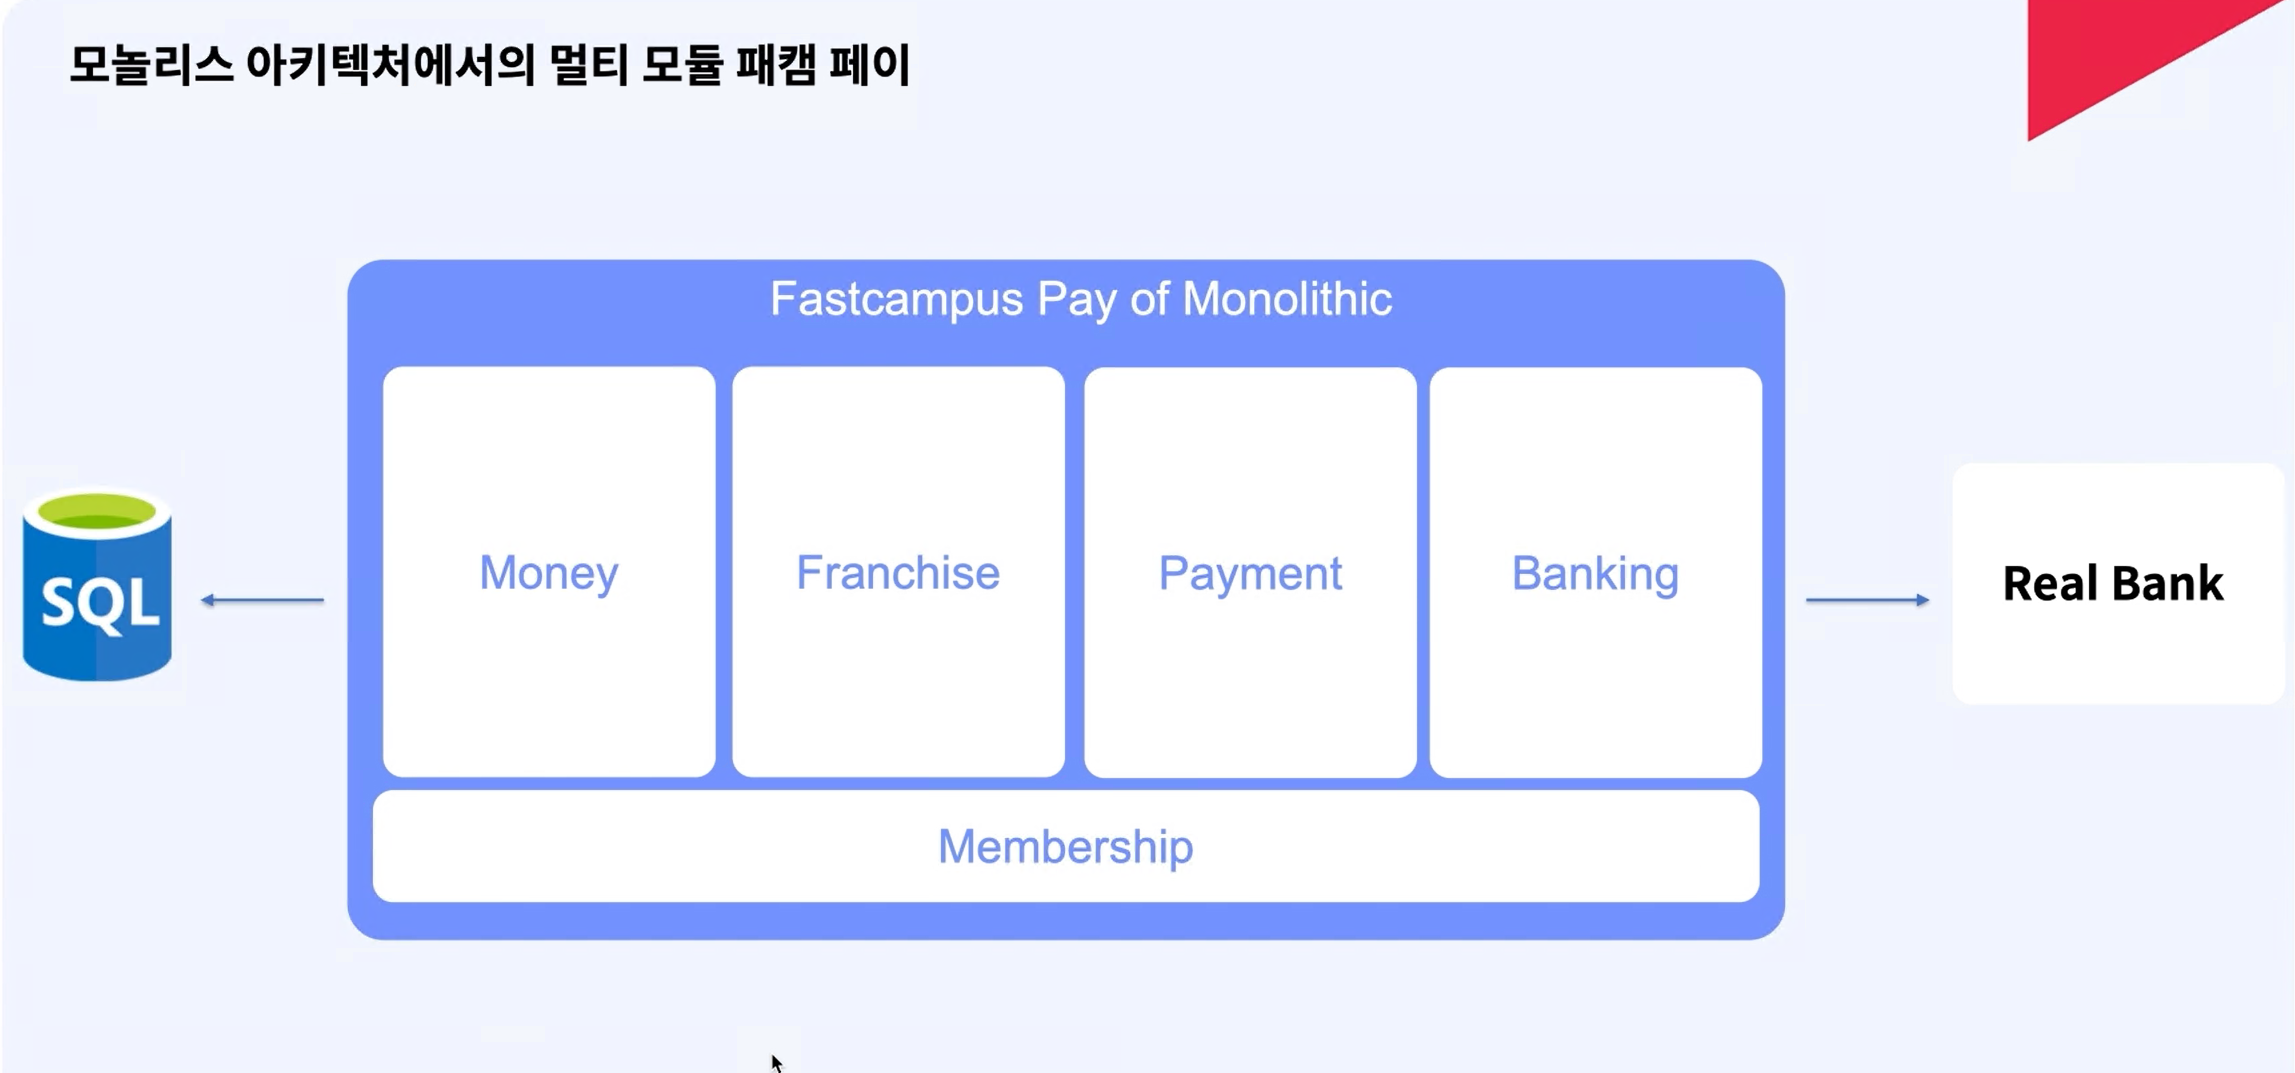 모놀리스 아키텍처에서의 멀티 모듈 패캠 페이
Fastcampus Pay of Monolithic
Money
Franchise
Payment
Banking
Membership
SQL
Real Bank